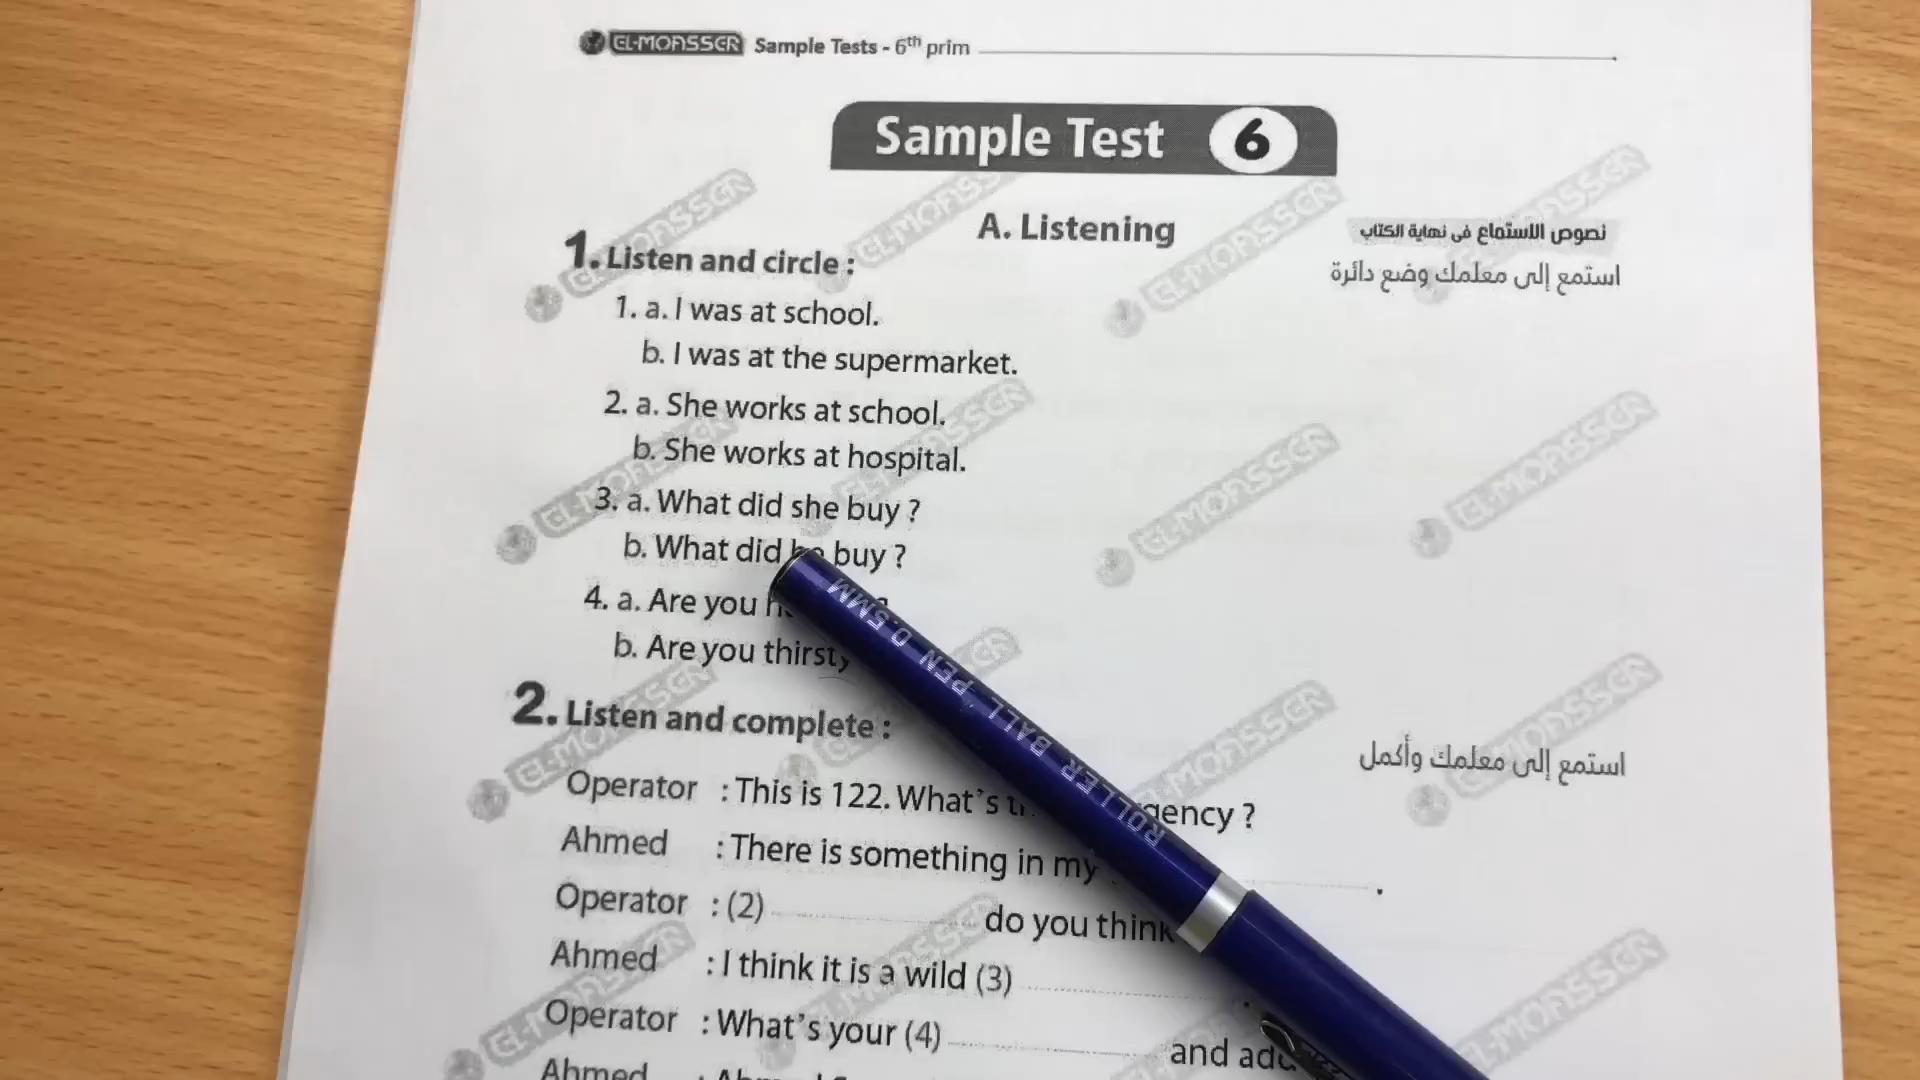 EL-MOASSER Sample Tests - 6th prim
Sample Test 6
A. Listening
نصوص الاستماع فى نهاية الكتاب
1. Listen and circle :
استمع إلى معلمك وضع دائرة
1. a. I was at school.
b. I was at the supermarket.
2. a. She works at school.
b. She works at hospital.
3. a. What did she buy ?
b. What did he buy ?
4. a. Are you
b. Are you thirsty
2. Listen and complete :
استمع إلى معلمك وأكمل
Operator : This is 122. What's
Ahmed : There is something in my
Operator : (2) do you think
Ahmed : I think it is a wild (3) .
Operator : What's your (4) and
Ahmed :
ROLLER BALL PEN 0.5MM